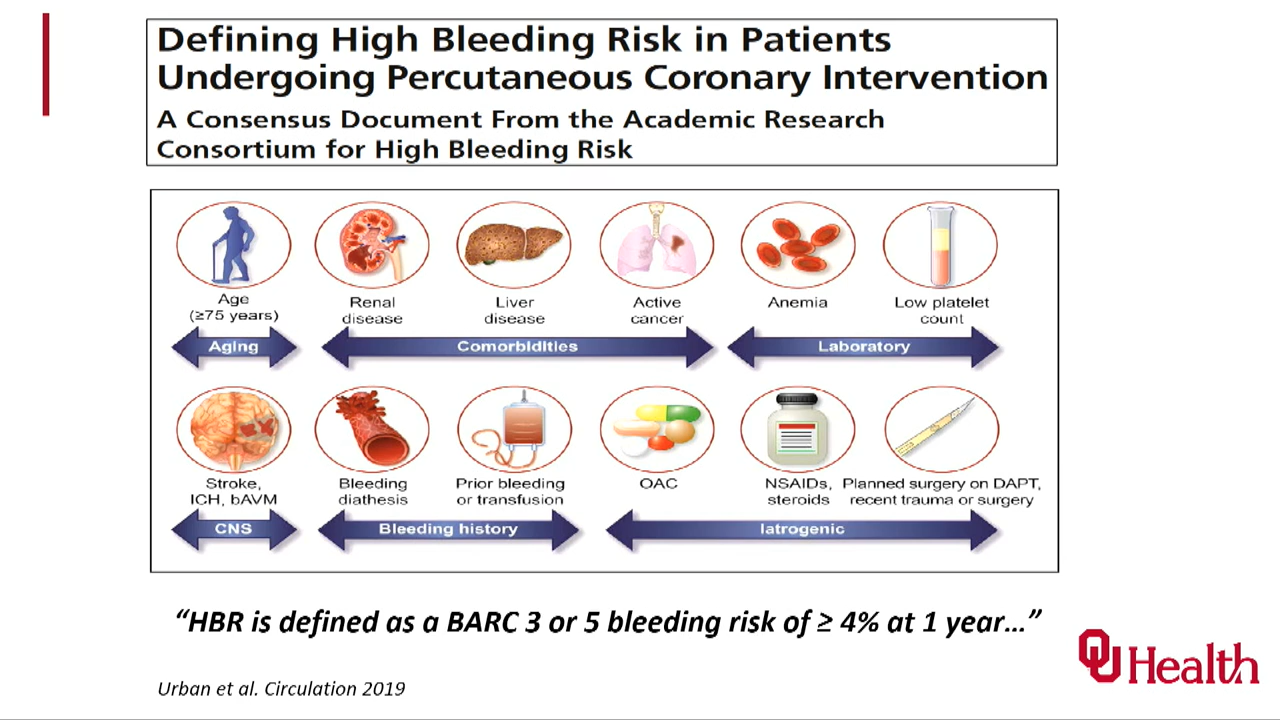 Defining High Bleeding Risk in Patients
Undergoing Percutaneous Coronary Intervention
A Consensus Document From the Academic Research
Consortium for High Bleeding Risk
Age
(≥75 years)
Renal
disease
Liver
disease
Active
cancer
Anemia
Low platelet
count
Aging
Comorbidities
Laboratory
Stroke,
ICH, bAVM
Bleeding
diathesis
Prior bleeding
or transfusion
OAC
NSAIDs,
steroids
Planned surgery on DAPT,
recent trauma or surgery
CNS
Bleeding history
Iatrogenic
“HBR is defined as a BARC 3 or 5 bleeding risk of ≥ 4% at 1 year…”
Urban et al. Circulation 2019
OU Health